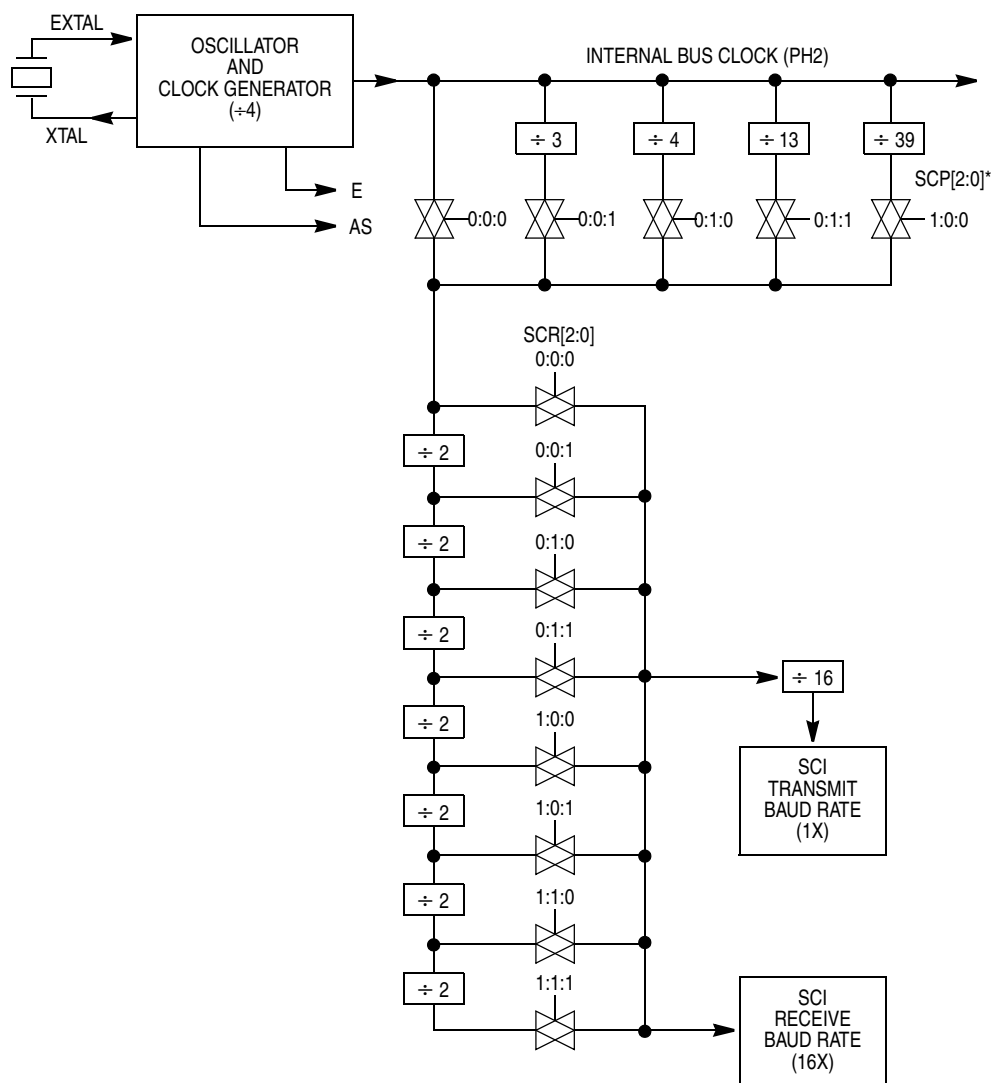 EXTAL
XTAL
OSCILLATOR
AND
CLOCK GENERATOR
(÷4)
E
AS
INTERNAL BUS CLOCK (PH2)
÷ 3
÷ 4
÷ 13
÷ 39
SCP[2:0]*
0:0:0
0:0:1
0:1:0
0:1:1
1:0:0
SCR[2:0]
0:0:0
÷ 2
0:0:1
÷ 2
0:1:0
÷ 2
0:1:1
÷ 2
1:0:0
÷ 2
1:0:1
÷ 2
1:1:0
÷ 2
1:1:1
÷ 16
SCI
TRANSMIT
BAUD RATE
(1X)
SCI
RECEIVE
BAUD RATE
(16X)